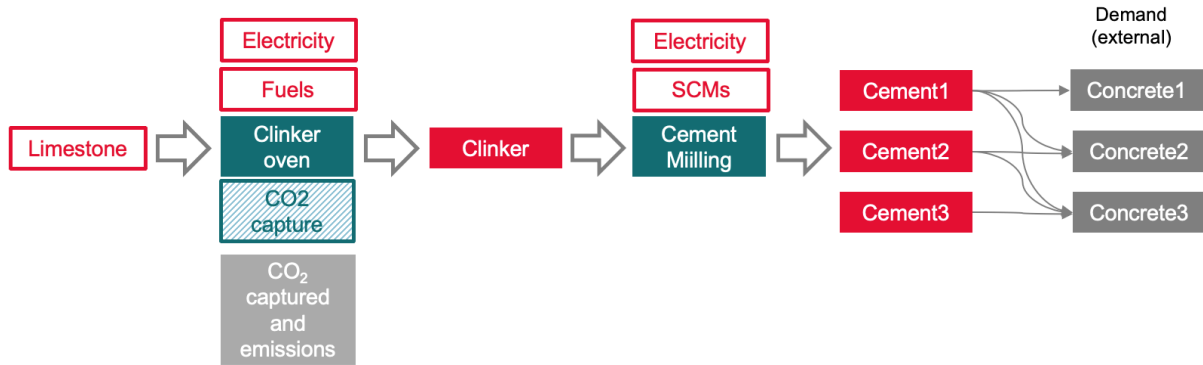 Demand
(external)
Electricity
Fuels
Limestone
Clinker
oven
CO2
capture
CO₂
captured
and
emissions
Clinker
Electricity
SCMs
Cement
Miilling
Cement1
Cement2
Cement3
Concrete1
Concrete2
Concrete3